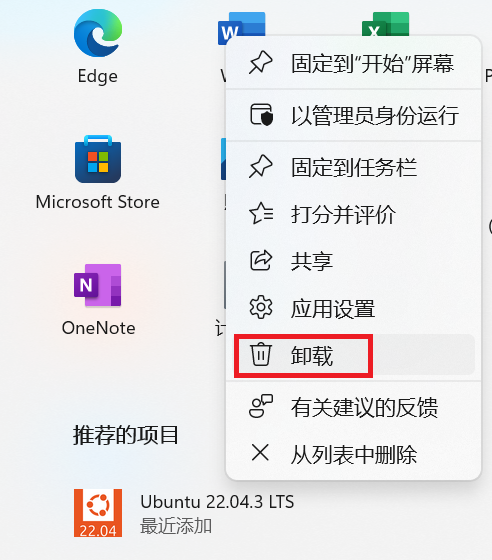 Edge
固定到“开始”屏幕
以管理员身份运行
Microsoft Store
固定到任务栏
打分并评价
共享
OneNote
应用设置
卸载
有关建议的反馈
推荐的项目
从列表中删除
Ubuntu 22.04.3 LTS
22.04
最近添加